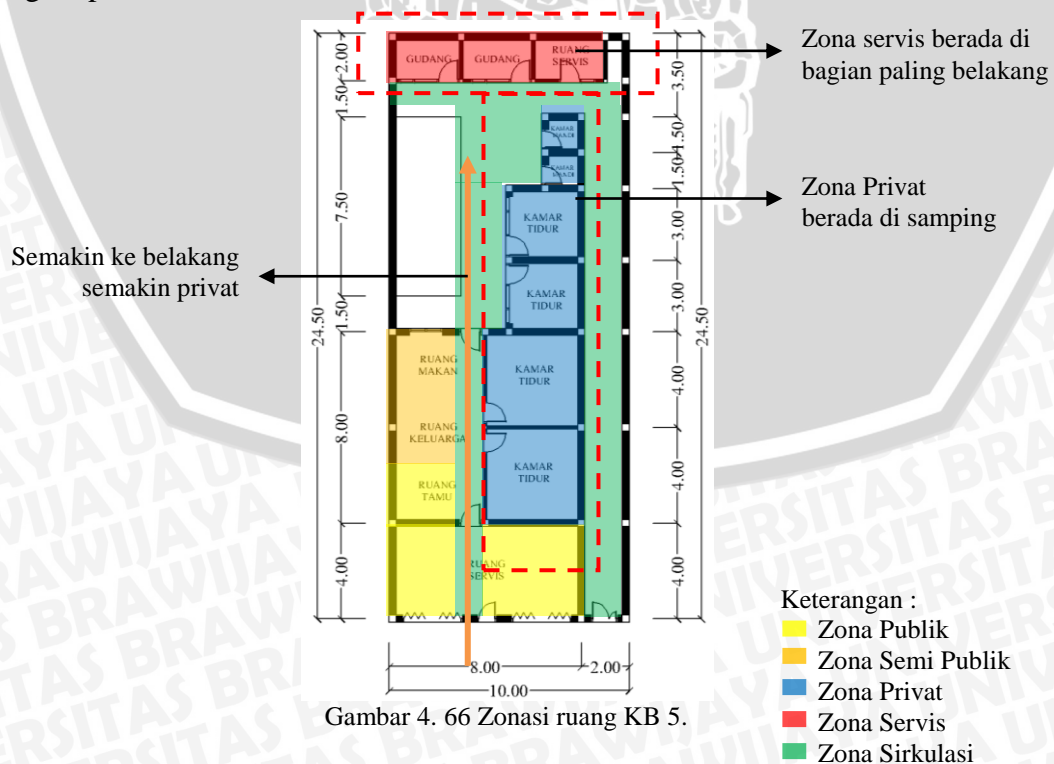 GUDANG
GUDANG
RUANG
SERVIS
Zona servis berada di
bagian paling belakang
2.00
1.50
7.50
1.50
8.00
4.00
24.50
3.50
1.50
1.50
3.00
3.00
4.00
4.00
4.00
24.50
KAMAR
MANDI
KAMAR
MANDI
Zona Privat
berada di samping
KAMAR
TIDUR
Semakin ke belakang
semakin privat
KAMAR
TIDUR
RUANG
MAKAN
KAMAR
TIDUR
RUANG
KELUARGA
KAMAR
TIDUR
RUANG
TAMU
RUANG
SERVIS
8.00
2.00
10.00
Gambar 4. 66 Zonasi ruang KB 5.
Keterangan :
Zona Publik
Zona Semi Publik
Zona Privat
Zona Servis
Zona Sirkulasi